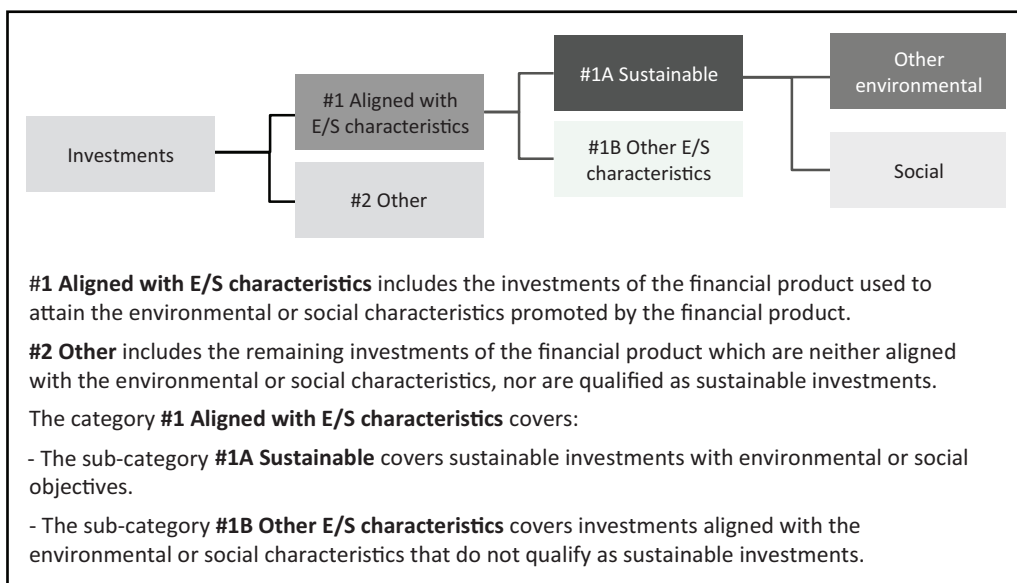 Investments
#1 Aligned with
E/S characteristics
#2 Other
#1A Sustainable
#1B Other E/S
characteristics
Other
environmental
Social
#1 Aligned with E/S characteristics includes the investments of the financial product used to
attain the environmental or social characteristics promoted by the financial product.
#2 Other includes the remaining investments of the financial product which are neither aligned
with the environmental or social characteristics, nor are qualified as sustainable investments.
The category #1 Aligned with E/S characteristics covers:
- The sub-category #1A Sustainable covers sustainable investments with environmental or social
objectives.
- The sub-category #1B Other E/S characteristics covers investments aligned with the
environmental or social characteristics that do not qualify as sustainable investments.